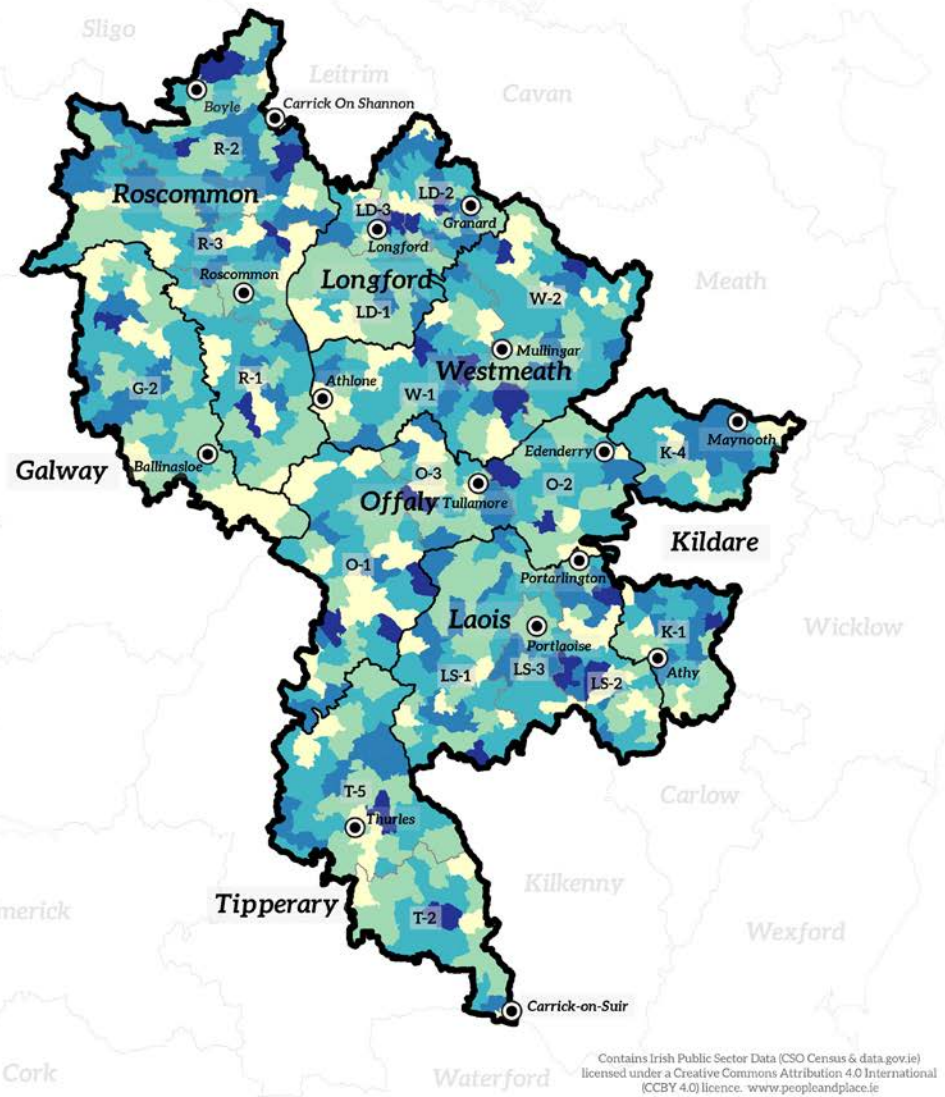 Sligo
Leitrim
Cavan
Boyle
Carrick On Shannon
R-2
Roscommon
LD-2
LD-3
Granard
R-3
Longford
Roscommon
Longford
Meath
LD-1
W-2
Mullingar
G-2
R-1
Athlone
Westmeath
W-1
Maynooth
Galway
Ballinasloe
Edenderry
K-4
O-3
Offaly
Tullamore
O-2
Kildare
O-1
Portarlington
Laois
Portlaoise
K-1
Wicklow
LS-1
LS-3
LS-2
Athy
T-5
Thurles
Carlow
Tipperary
Kilkenny
merick
T-2
Wexford
Carrick-on-Suir
Cork
Waterford
Contains Irish Public Sector Data (CSO Census & data.gov.ie)
licensed under a Creative Commons Attribution 4.0 International
(CCBY 4.0) licence. www.peopleandplace.ie